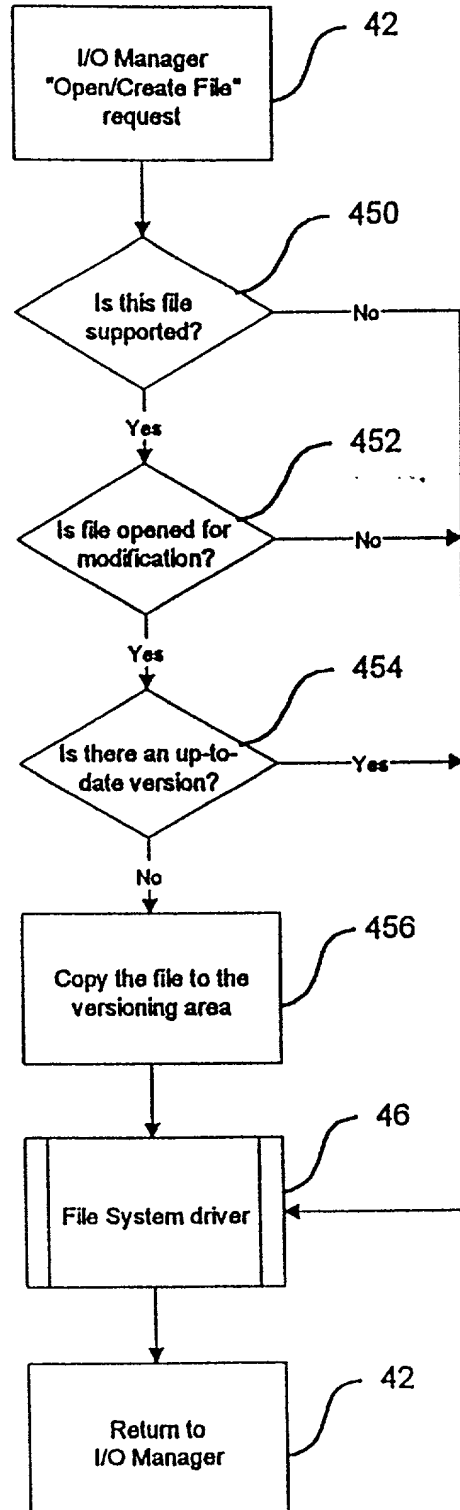 42
I/O Manager
"Open/Create File"
request
450
Is this file
supported?
No
Yes
452
Is file opened for
modification?
No
Yes
454
Is there an up-to-
date version?
Yes
No
456
Copy the file to the
versioning area
46
File System driver
42
Return to
I/O Manager